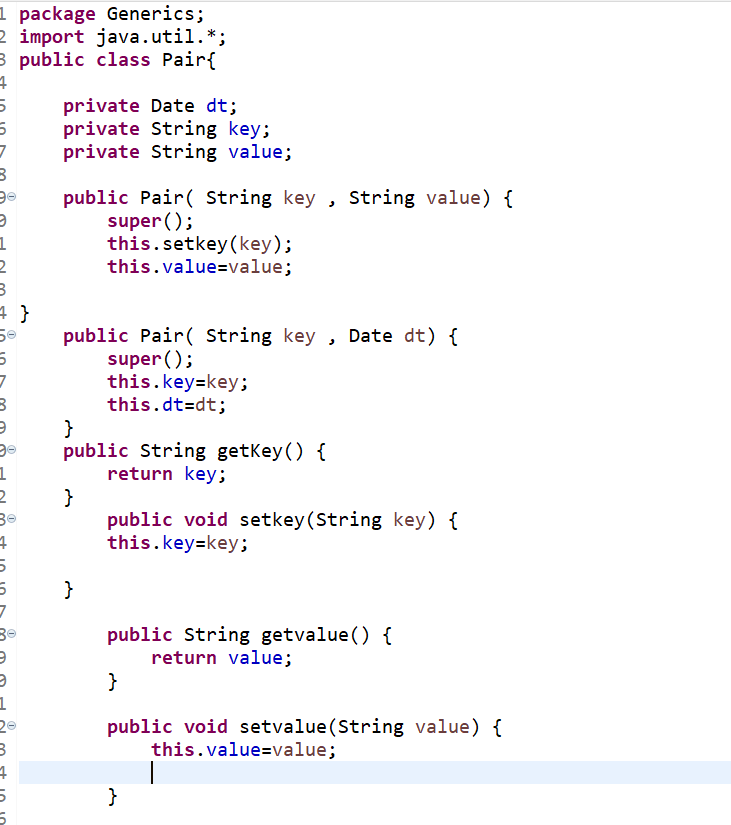 1 package Generics;
2 import java.util.*;
3 public class Pair{
4
5     private Date dt;
6     private String key;
7     private String value;
8
9     public Pair( String key , String value) {
0         super();
1         this.setkey(key);
2         this.value=value;
3
4 }
5     public Pair( String key , Date dt) {
6         super();
7         this.key=key;
8         this.dt=dt;
9     }
0     public String getKey() {
1         return key;
2     }
3         public void setkey(String key) {
4         this.key=key;
5
6     }
7
8         public String getvalue() {
9             return value;
0         }
1
2         public void setvalue(String value) {
3             this.value=value;
4
5         }
6